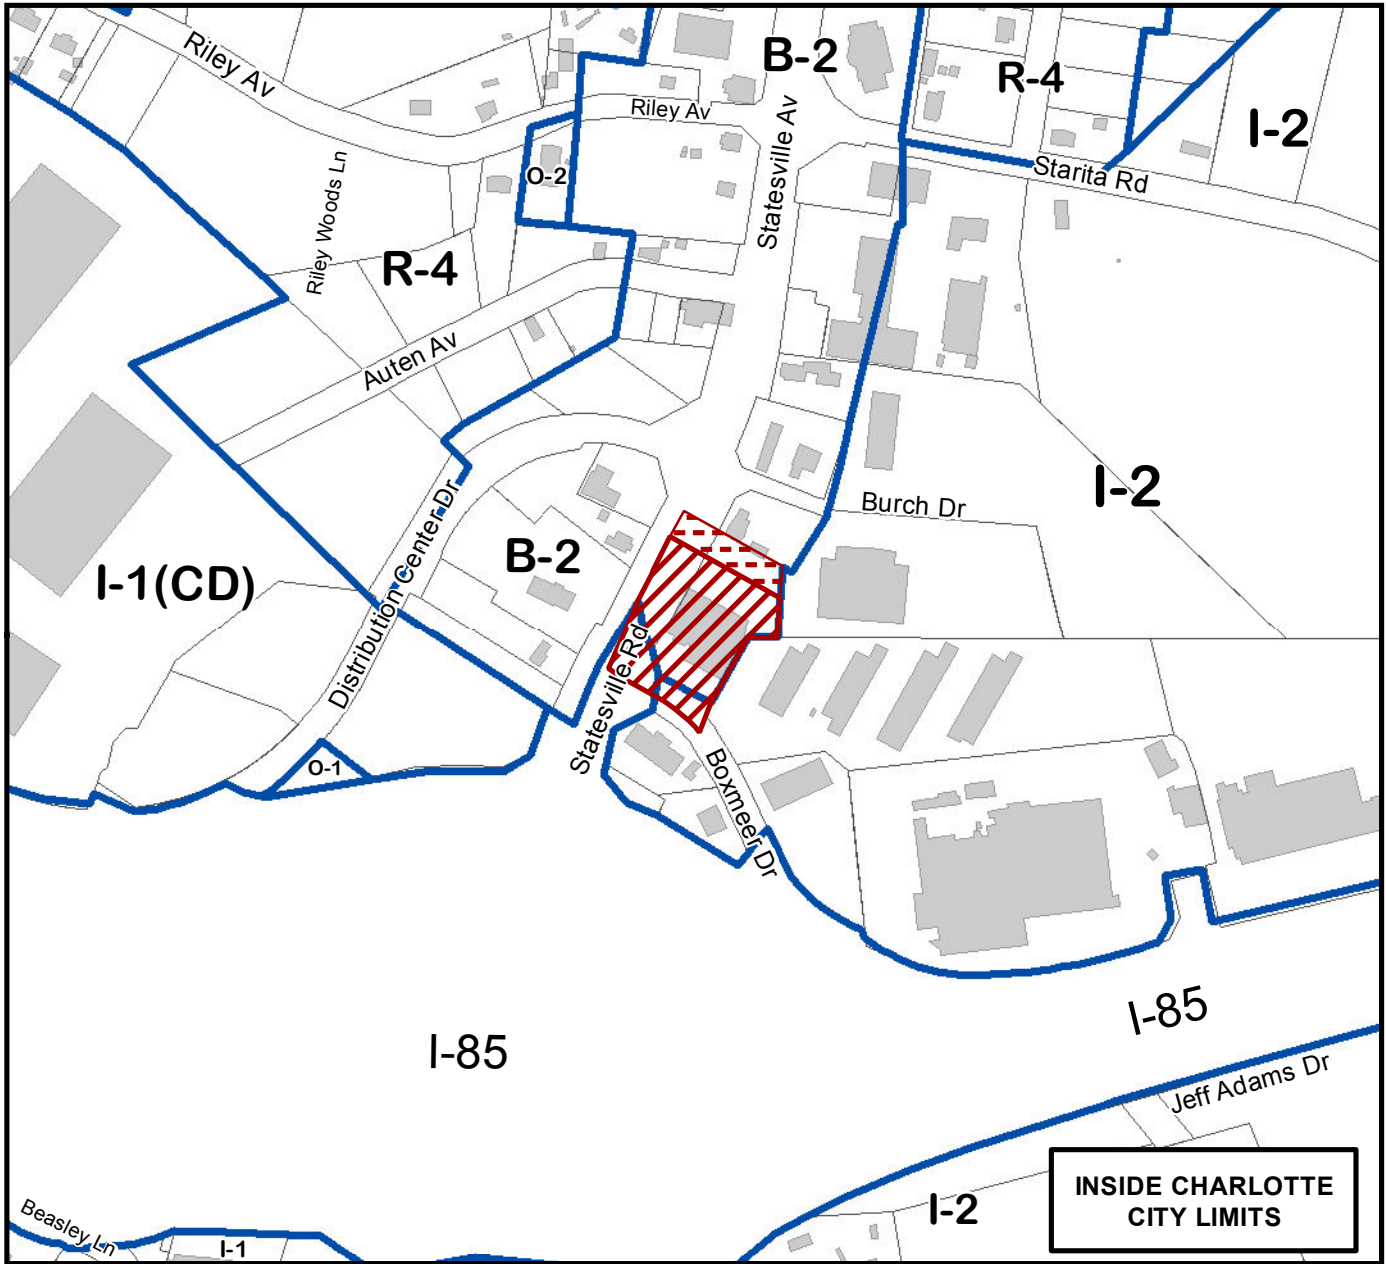 Riley Av
B-2
R-4
I-2
Riley Av
Statesville Av
Starita Rd
O-2
Riley Woods Ln
R-4
Auten Av
I-2
Burch Dr
Distribution Center Dr
B-2
I-1(CD)
Statesville Rd
O-1
Boxmeer Dr
I-85
I-85
Jeff Adams Dr
INSIDE CHARLOTTE
CITY LIMITS
I-2
Beasley Ln
I-1